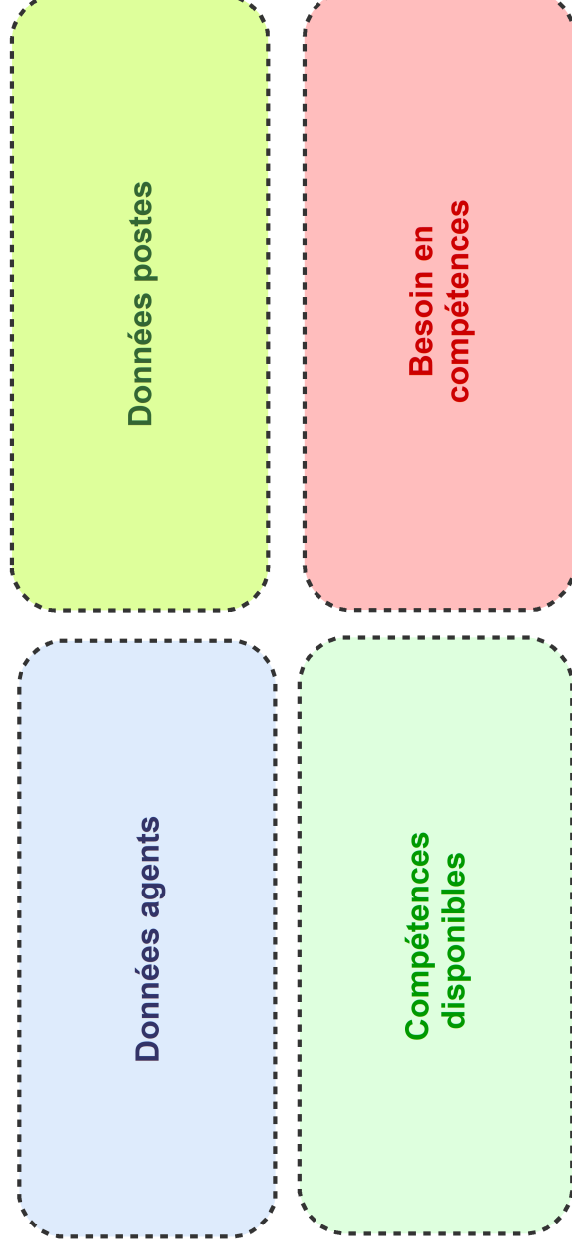 Données postes
Besoin en
compétences
Données agents
Compétences
disponibles